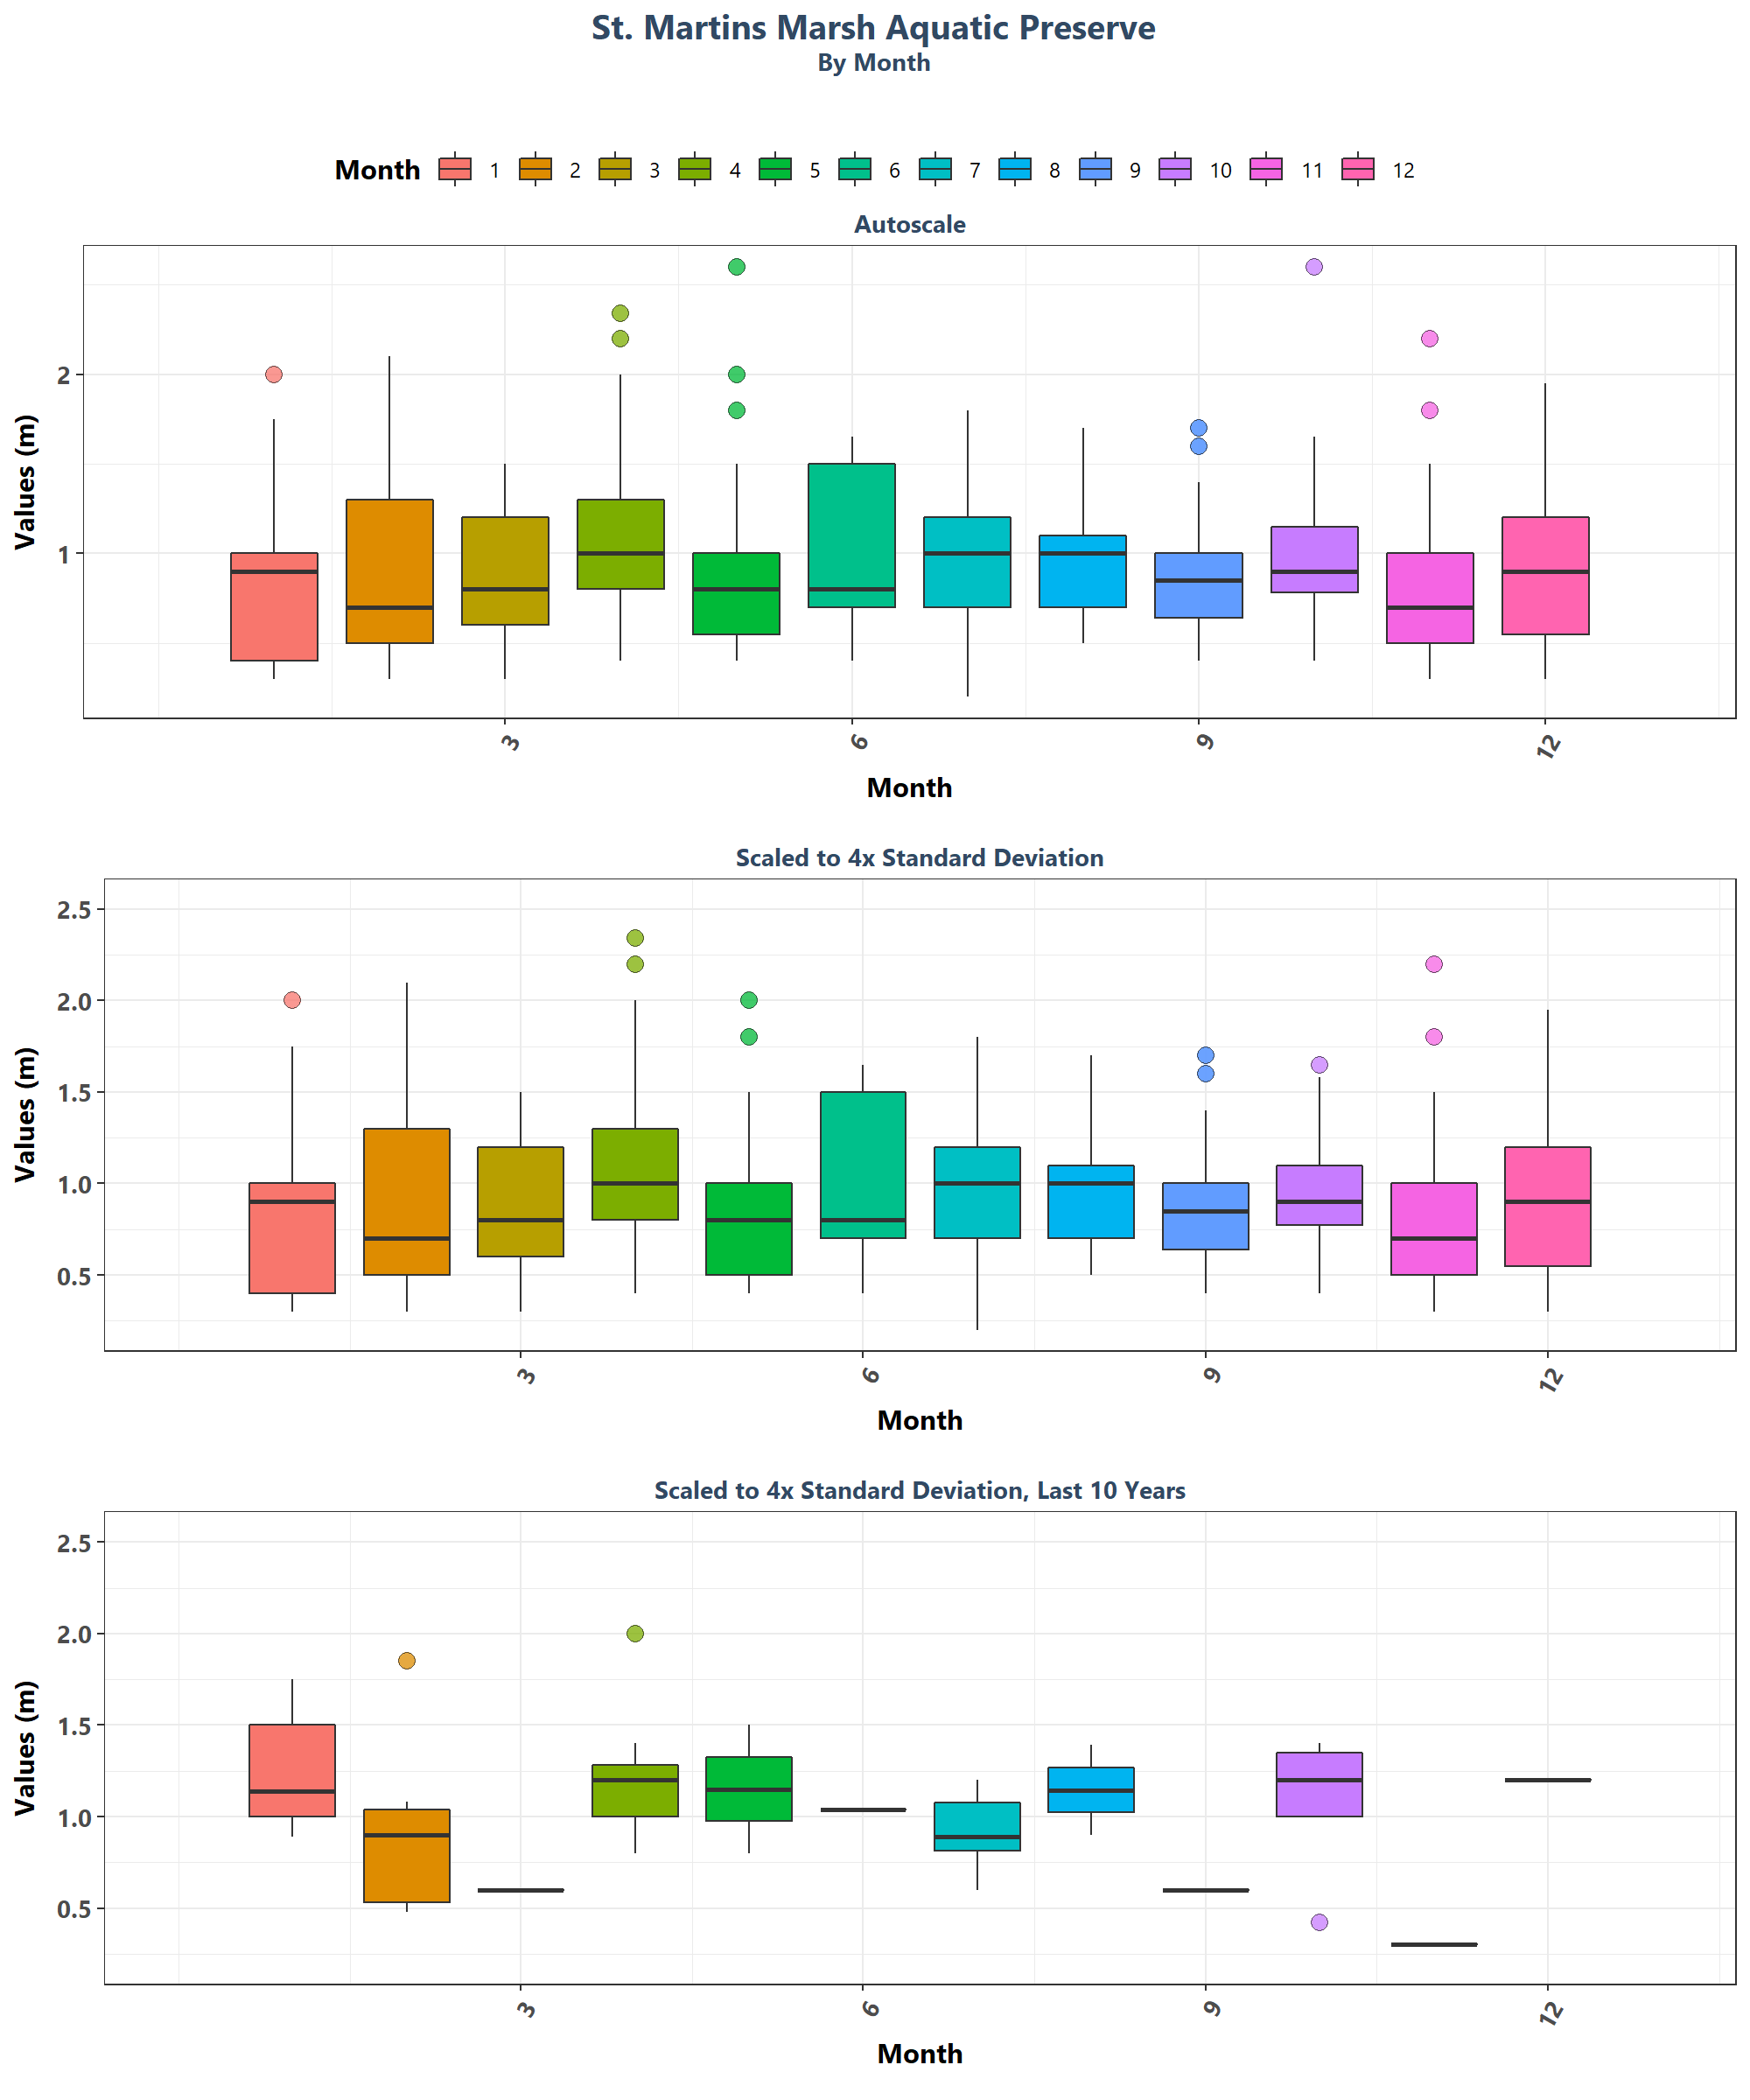 St. Martins Marsh Aquatic Preserve
By Month
Month 1 2 3 4 5 6 7 8 9 10 11 12
Autoscale
Values (m)
2
1
3 6 9 12
Month
Scaled to 4x Standard Deviation
Values (m)
2.5
2.0
1.5
1.0
0.5
3 6 9 12
Month
Scaled to 4x Standard Deviation, Last 10 Years
Values (m)
2.5
2.0
1.5
1.0
0.5
3 6 9 12
Month